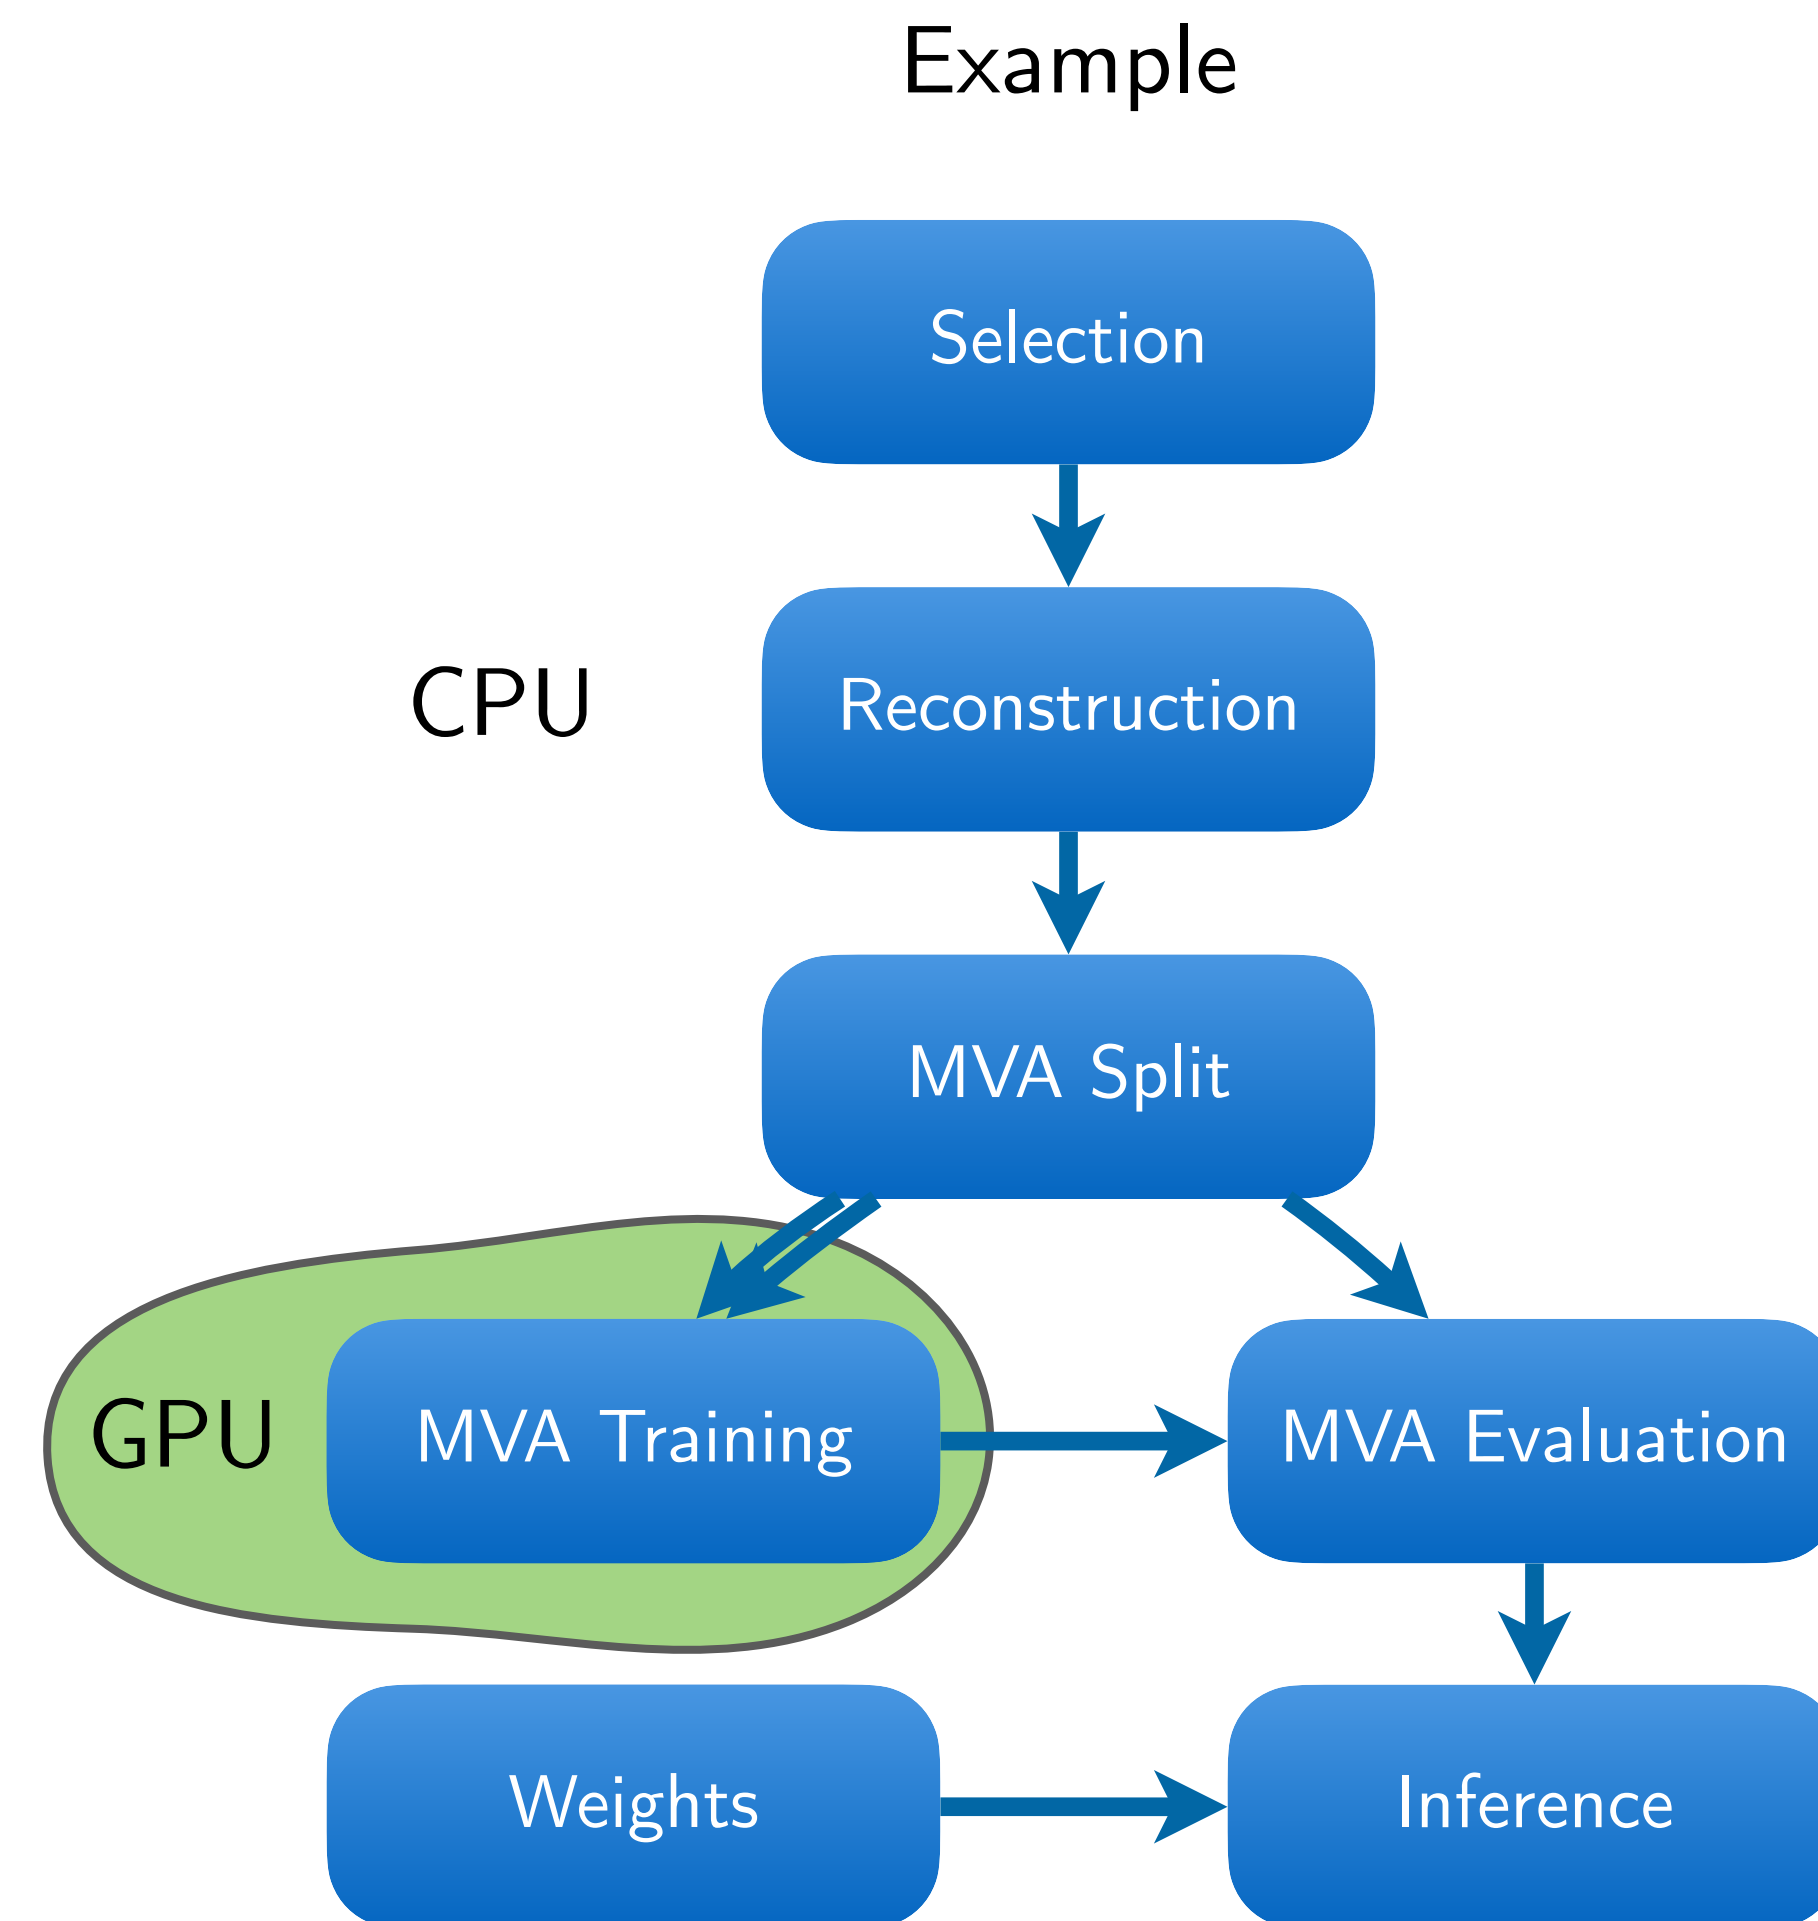 Example
Selection
CPU
Reconstruction
MVA Split
GPU
MVA Training
MVA Evaluation
Weights
Inference